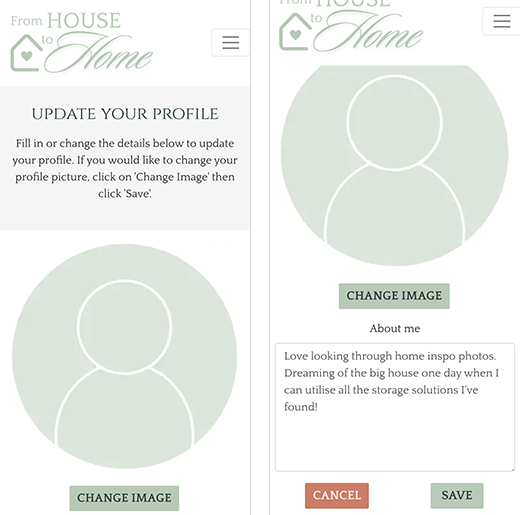 From HOUSE
to
Home
UPDATE YOUR PROFILE
Fill in or change the details below to update
your profile. If you would like to change your
profile picture, click on 'Change Image' then
click 'Save'.
CHANGE IMAGE
From HOUSE
to
Home
CHANGE IMAGE
About me
Love looking through home inspo photos.
Dreaming of the big house one day when I
can utilise all the storage solutions I've
found!
CANCEL
SAVE